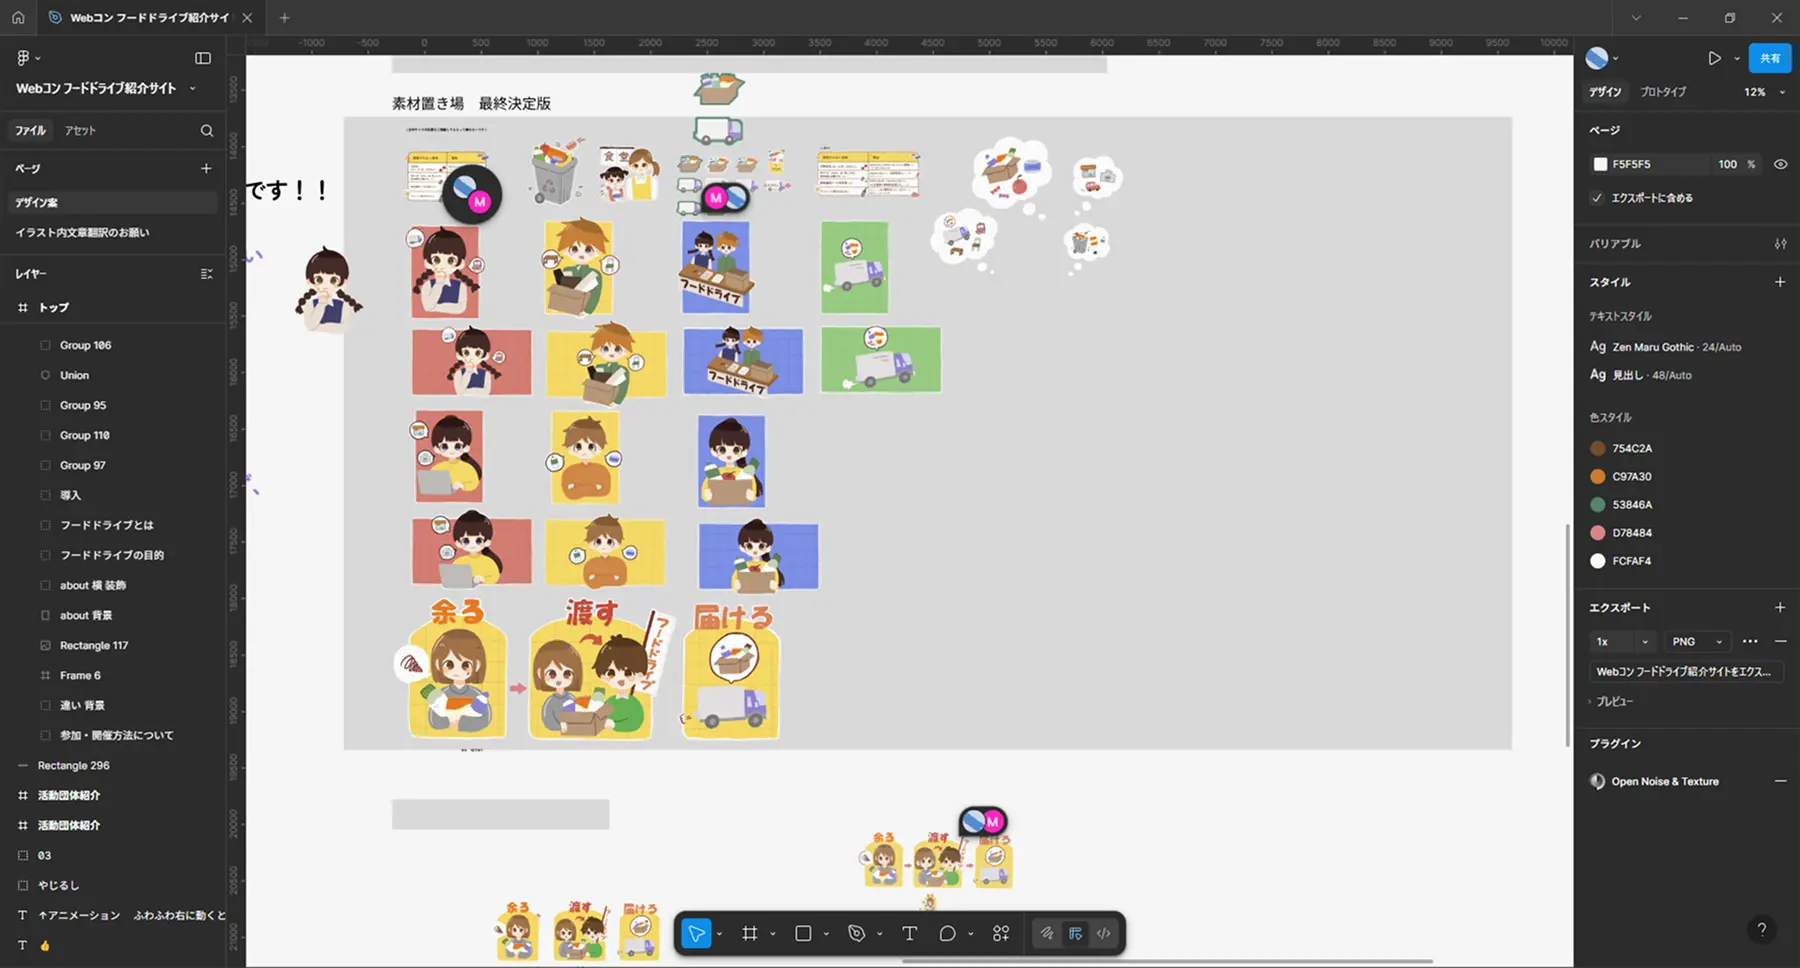 Webコン フードドライブ紹介サイ
Webコン フードドライブ紹介サイト
ファイル
アセット
ページ
デザイン案
イラスト内文章翻訳のお願い
レイヤー
トップ
Group 106
Union
Group 95
Group 110
Group 97
導入
フードドライブとは
フードドライブの目的
about 横 装飾
about 背景
Rectangle 117
Frame 6
違い 背景
参加・開催方法について
Rectangle 296
活動団体紹介
活動団体紹介
03
やじるし
↑アニメーション ふわふわ右に動くと
👍
-1000 -500 0 500 1000 1500 2000 2500 3000 3500 4000 4500 5000 5500 6000 6500 7000 7500 8000 8500 9000 9500 10000
13500
14000
14500
15000
15500
16000
16500
17000
17500
18000
18500
19000
19500
20000
20500
21000
素材置き場 最終決定版
です！！
食堂
M
M
フードドライブ
フードドライブ
余る
渡す
届ける
フードドライブ
M
余る
渡す
届ける
余る
渡す
届ける
共有
デザイン
プロトタイプ
12%
ページ
F5F5F5 100 %
エクスポートに含める
バリアブル
スタイル
テキストスタイル
Ag Zen Maru Gothic · 24/Auto
Ag 見出し · 48/Auto
色スタイル
754C2A
C97A30
53846A
D78484
FCFAF4
エクスポート
1x
PNG
Webコン フードドライブ紹介サイトをエクス...
プレビュー
プラグイン
Open Noise & Texture
?